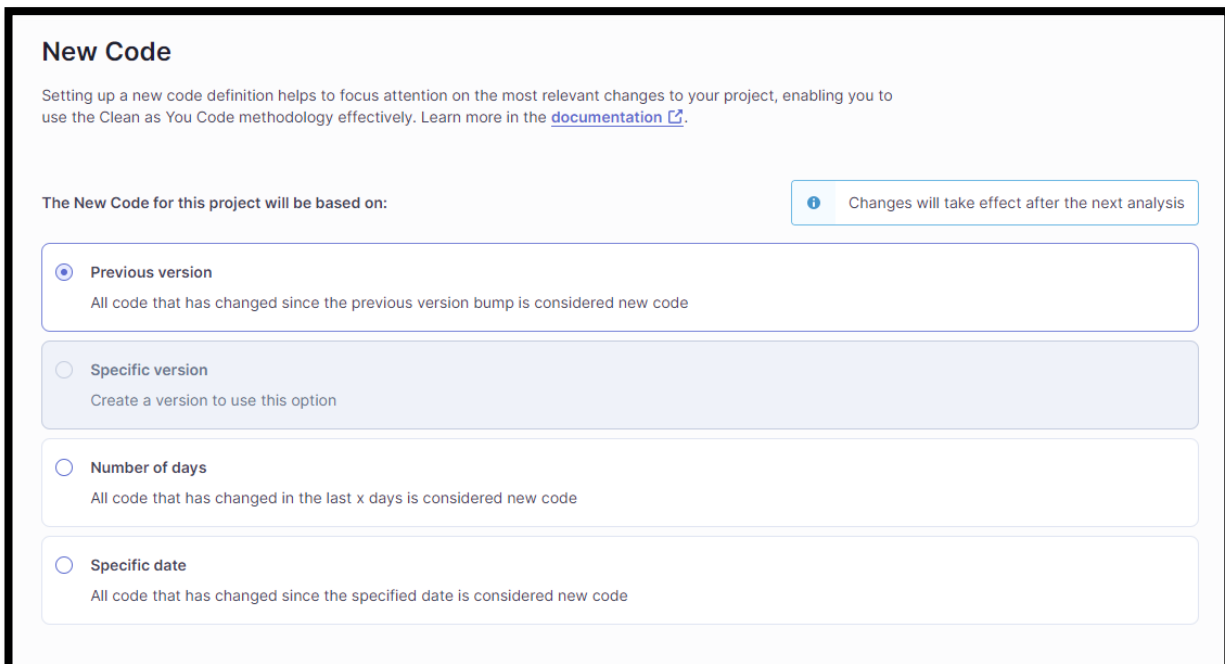 New Code
Setting up a new code definition helps to focus attention on the most relevant changes to your project, enabling you to
use the Clean as You Code methodology effectively. Learn more in the documentation.
The New Code for this project will be based on:
Changes will take effect after the next analysis
Previous version
All code that has changed since the previous version bump is considered new code
Specific version
Create a version to use this option
Number of days
All code that has changed in the last x days is considered new code
Specific date
All code that has changed since the specified date is considered new code